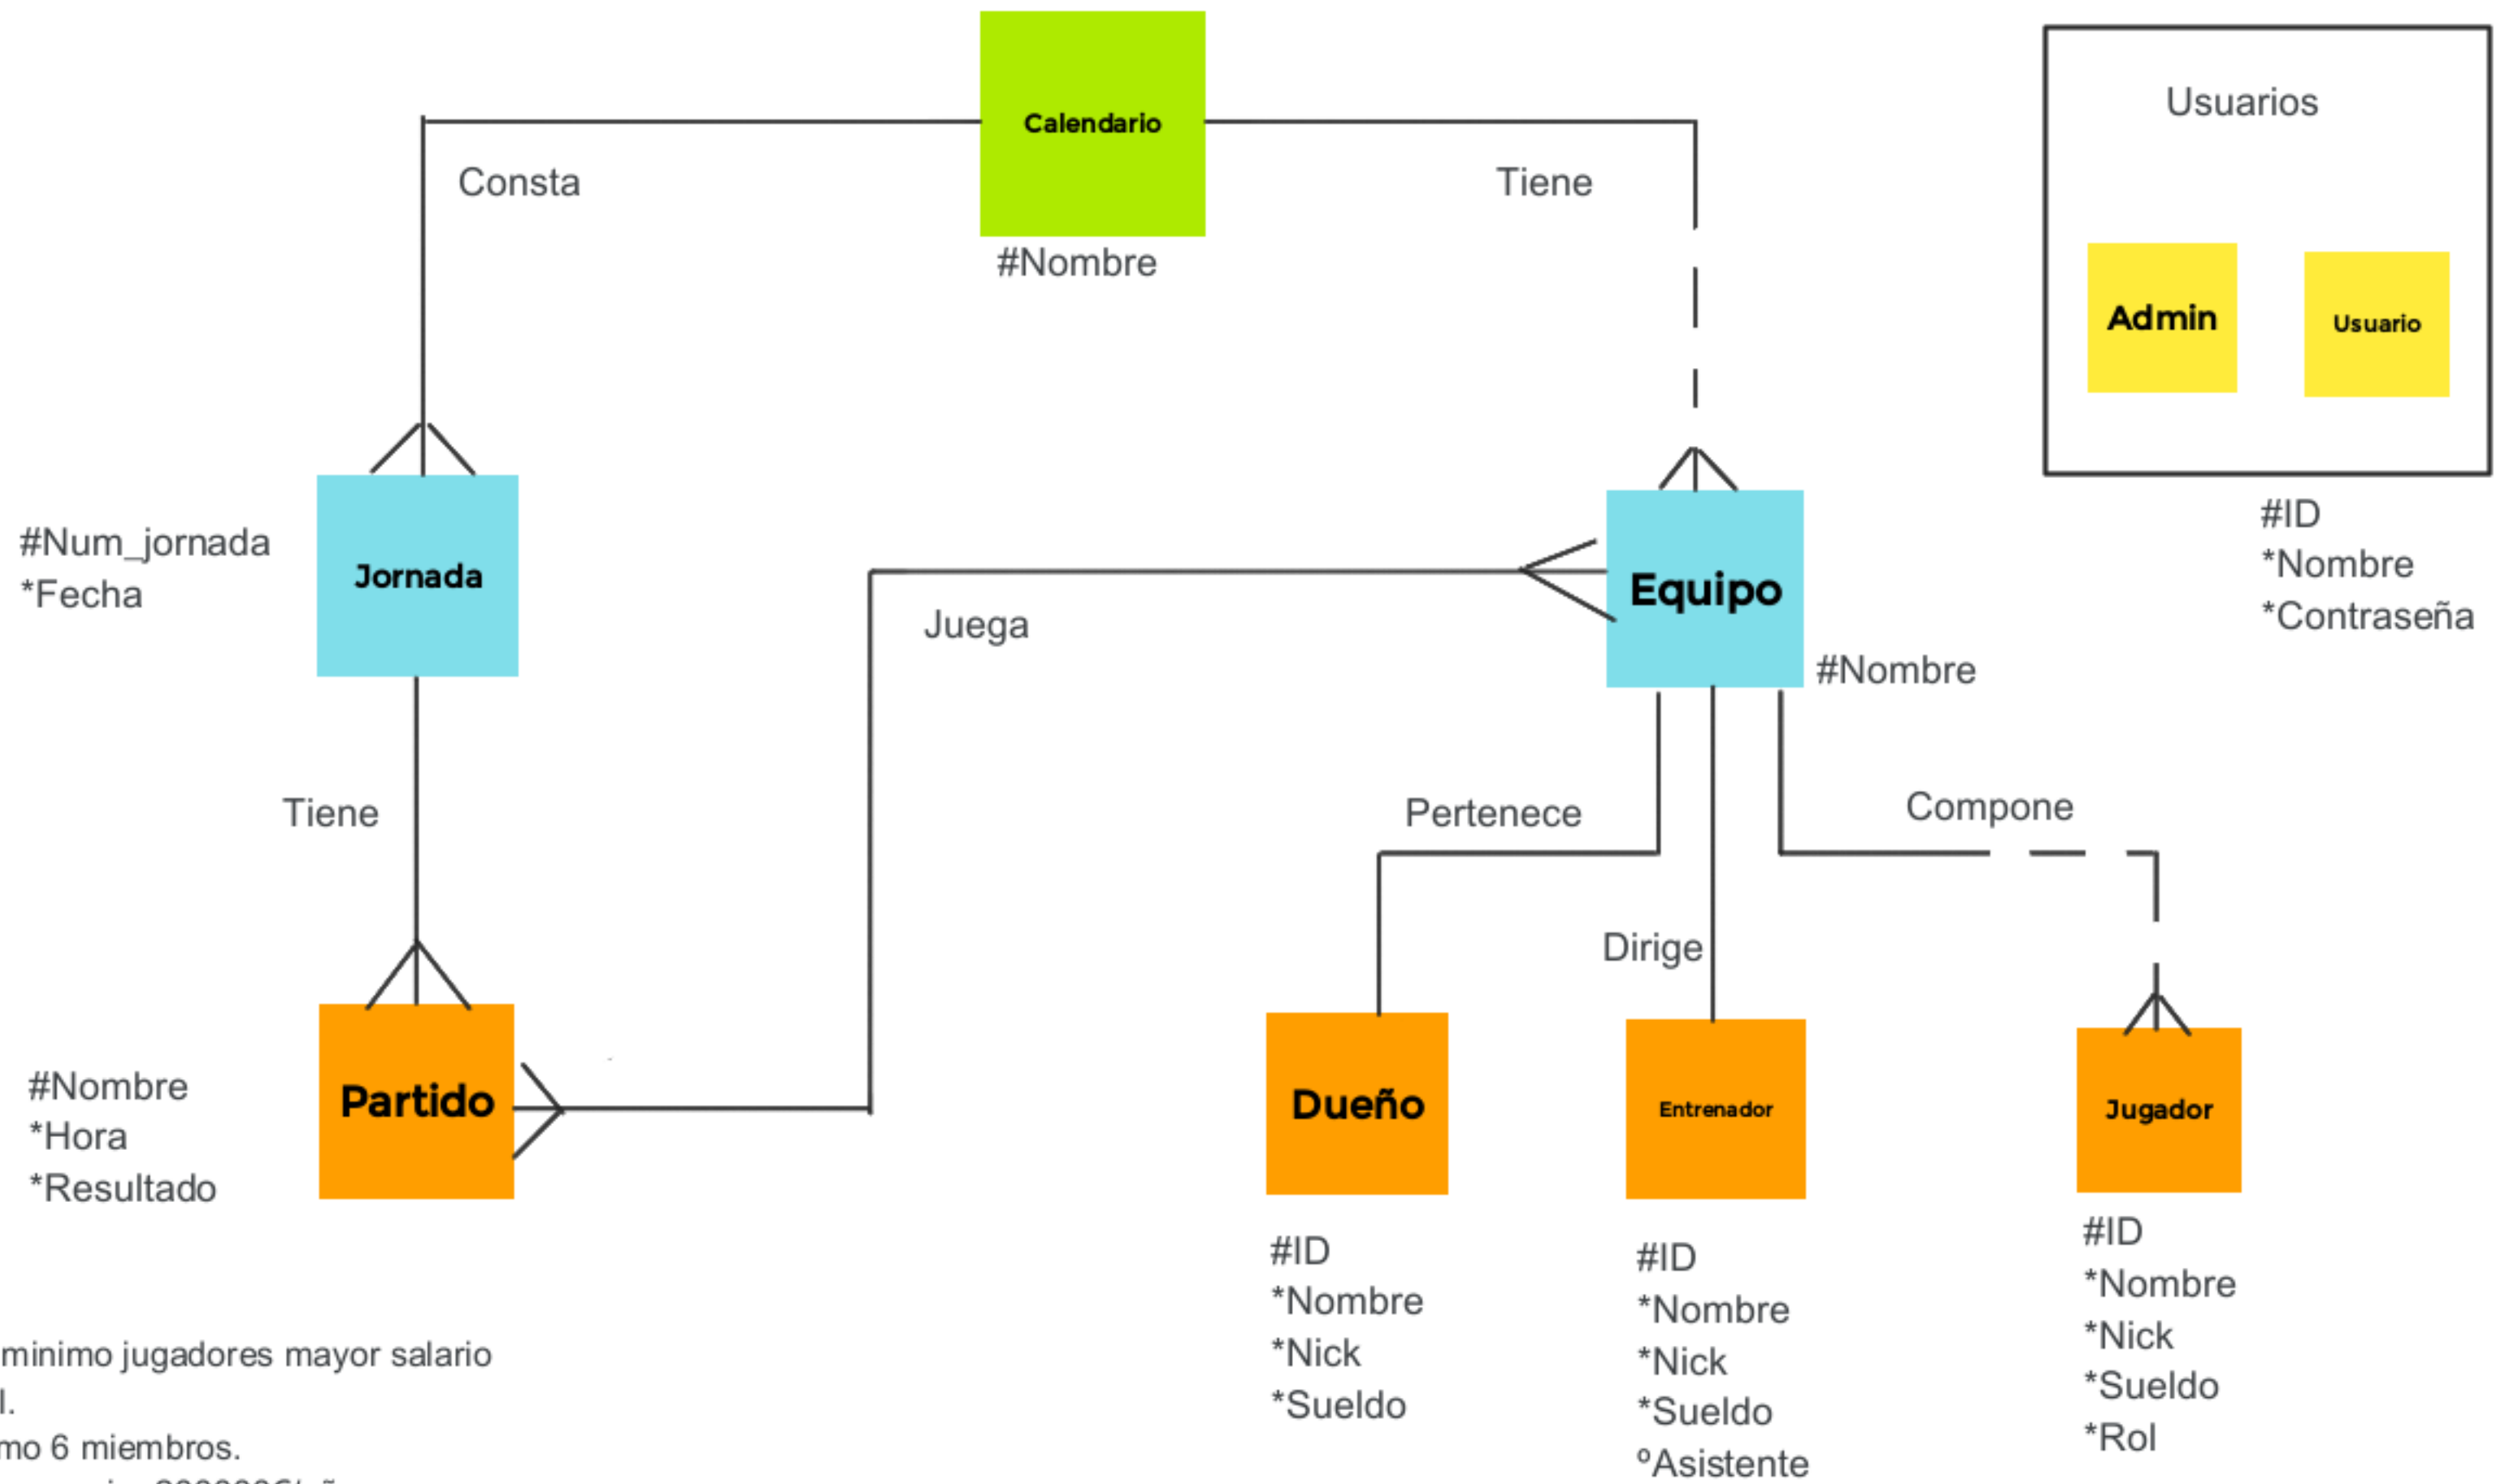 Calendario
Usuarios
Consta
Tiene
#Nombre
Admin
Usuario
#Num_jornada
*Fecha
Jornada
Equipo
#ID
*Nombre
*Contraseña
Juega
#Nombre
Tiene
Pertenece
Compone
Dirige
#Nombre
*Hora
*Resultado
Partido
Dueño
Entrenador
Jugador
#ID
*Nombre
*Nick
*Sueldo
#ID
*Nombre
*Nick
*Sueldo
ºAsistente
#ID
*Nombre
*Nick
*Sueldo
*Rol
minimo jugadores mayor salario
6 miembros.